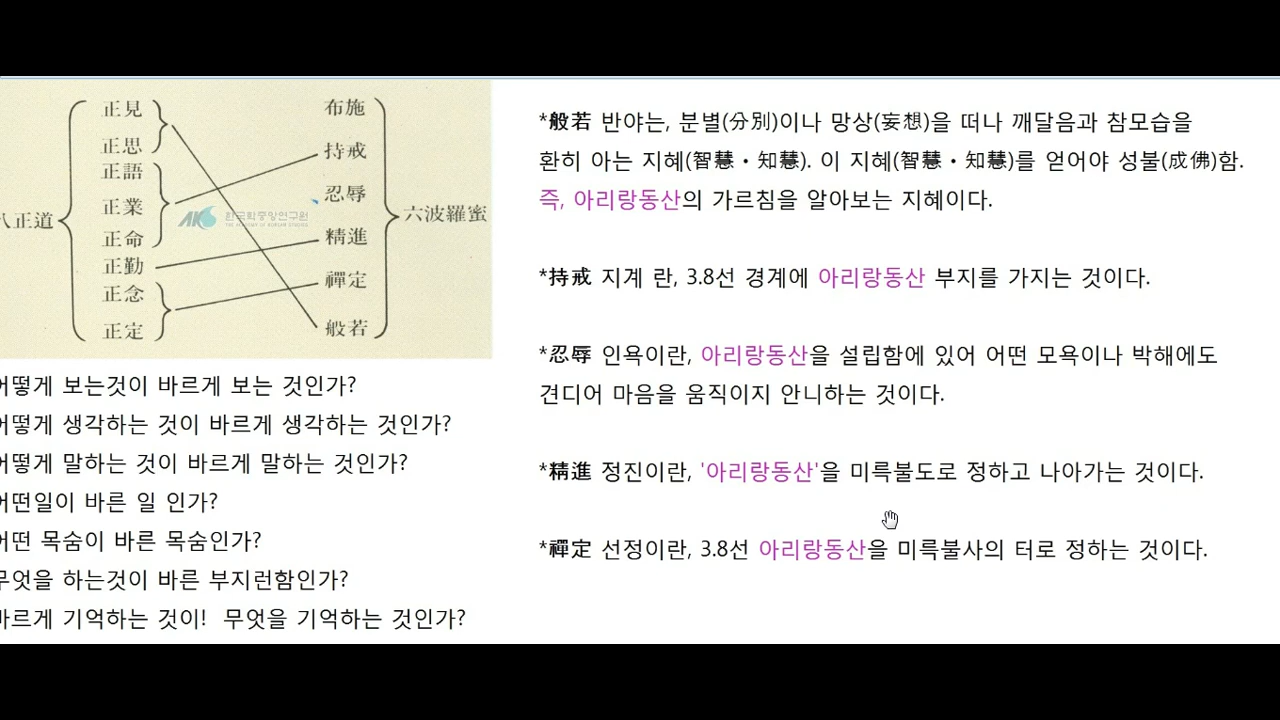 正見
正思
正語
正業
正命
正勤
正念
正定
八正道
布施
持戒
忍辱
精進
禪定
般若
六波羅蜜
AKS 한국학중앙연구원
THE ACADEMY OF KOREAN STUDIES
어떻게 보는것이 바르게 보는 것인가?
어떻게 생각하는 것이 바르게 생각하는 것인가?
어떻게 말하는 것이 바르게 말하는 것인가?
어떤일이 바른 일 인가?
어떤 목숨이 바른 목숨인가?
무엇을 하는것이 바른 부지런함인가?
바르게 기억하는 것이! 무엇을 기억하는 것인가?
*般若 반야는, 분별(分別)이나 망상(妄想)을 떠나 깨달음과 참모습을
환히 아는 지혜(智慧・知慧). 이 지혜(智慧・知慧)를 얻어야 성불(成佛)함.
즉, 아리랑동산의 가르침을 알아보는 지혜이다.
*持戒 지계 란, 3.8선 경계에 아리랑동산 부지를 가지는 것이다.
*忍辱 인욕이란, 아리랑동산을 설립함에 있어 어떤 모욕이나 박해에도
견디어 마음을 움직이지 안니하는 것이다.
*精進 정진이란, '아리랑동산'을 미륵불도로 정하고 나아가는 것이다.
*禪定 선정이란, 3.8선 아리랑동산을 미륵불사의 터로 정하는 것이다.